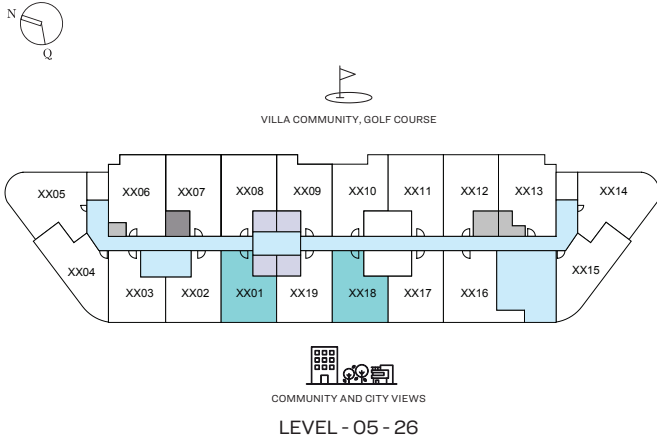 N
Q
VILLA COMMUNITY, GOLF COURSE
XX05 XX06 XX07 XX08 XX09 XX10 XX11 XX12 XX13 XX14
XX04 XX03 XX02 XX01 XX19 XX18 XX17 XX16 XX15
COMMUNITY AND CITY VIEWS
LEVEL - 05 - 26